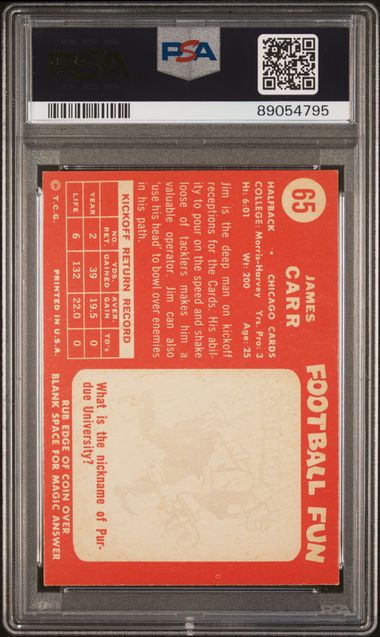 PSA
PSA
89054795
65
JAMES
CARR
HALFBACK • CHICAGO CARDS
COLLEGE: Morris-Harvey Yrs. Pro: 3
Ht: 6:01 Wt: 200 Age: 25
Jim is the deep man on kickoff
receptions for the Cards. His abil-
ity to pour on the speed and shake
loose of tacklers makes him a
valuable operator. Jim can also
'use his head' to bowl over enemies
in his path.
KICKOFF RETURN RECORD
NO. YDS. AVER
RET. GAINED GAIN TD's
YEAR 2 39 19.5 0
LIFE 6 132 22.0 0
© T.C.G. PRINTED IN U.S.A.
FOOTBALL FUN
What is the nickname of Pur-
due University?
RUB EDGE OF COIN OVER
BLANK SPACE FOR MAGIC ANSWER